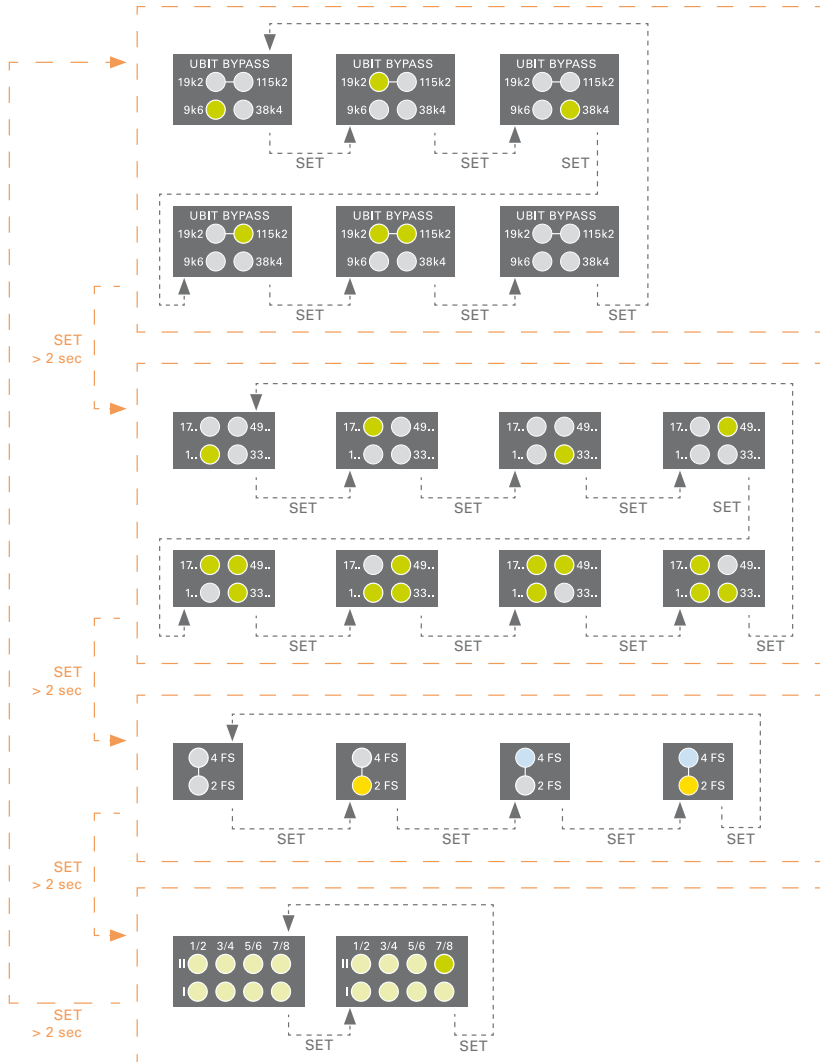 UBIT BYPASS UBIT BYPASS UBIT BYPASS
19k2 115k2 19k2 115k2 19k2 115k2
9k6 38k4 9k6 38k4 9k6 38k4
SET SET SET
UBIT BYPASS UBIT BYPASS UBIT BYPASS
19k2 115k2 19k2 115k2 19k2 115k2
9k6 38k4 9k6 38k4 9k6 38k4
SET SET SET
SET
> 2 sec
17.. 49.. 17.. 49.. 17.. 49.. 17.. 49..
1.. 33.. 1.. 33.. 1.. 33.. 1.. 33..
SET SET SET SET
17.. 49.. 17.. 49.. 17.. 49.. 17.. 49..
1.. 33.. 1.. 33.. 1.. 33.. 1.. 33..
SET SET SET SET
SET
> 2 sec
4 FS 4 FS 4 FS 4 FS
2 FS 2 FS 2 FS 2 FS
SET SET SET SET
SET
> 2 sec
1/2 3/4 5/6 7/8 1/2 3/4 5/6 7/8
II II
I I
SET SET
SET
> 2 sec